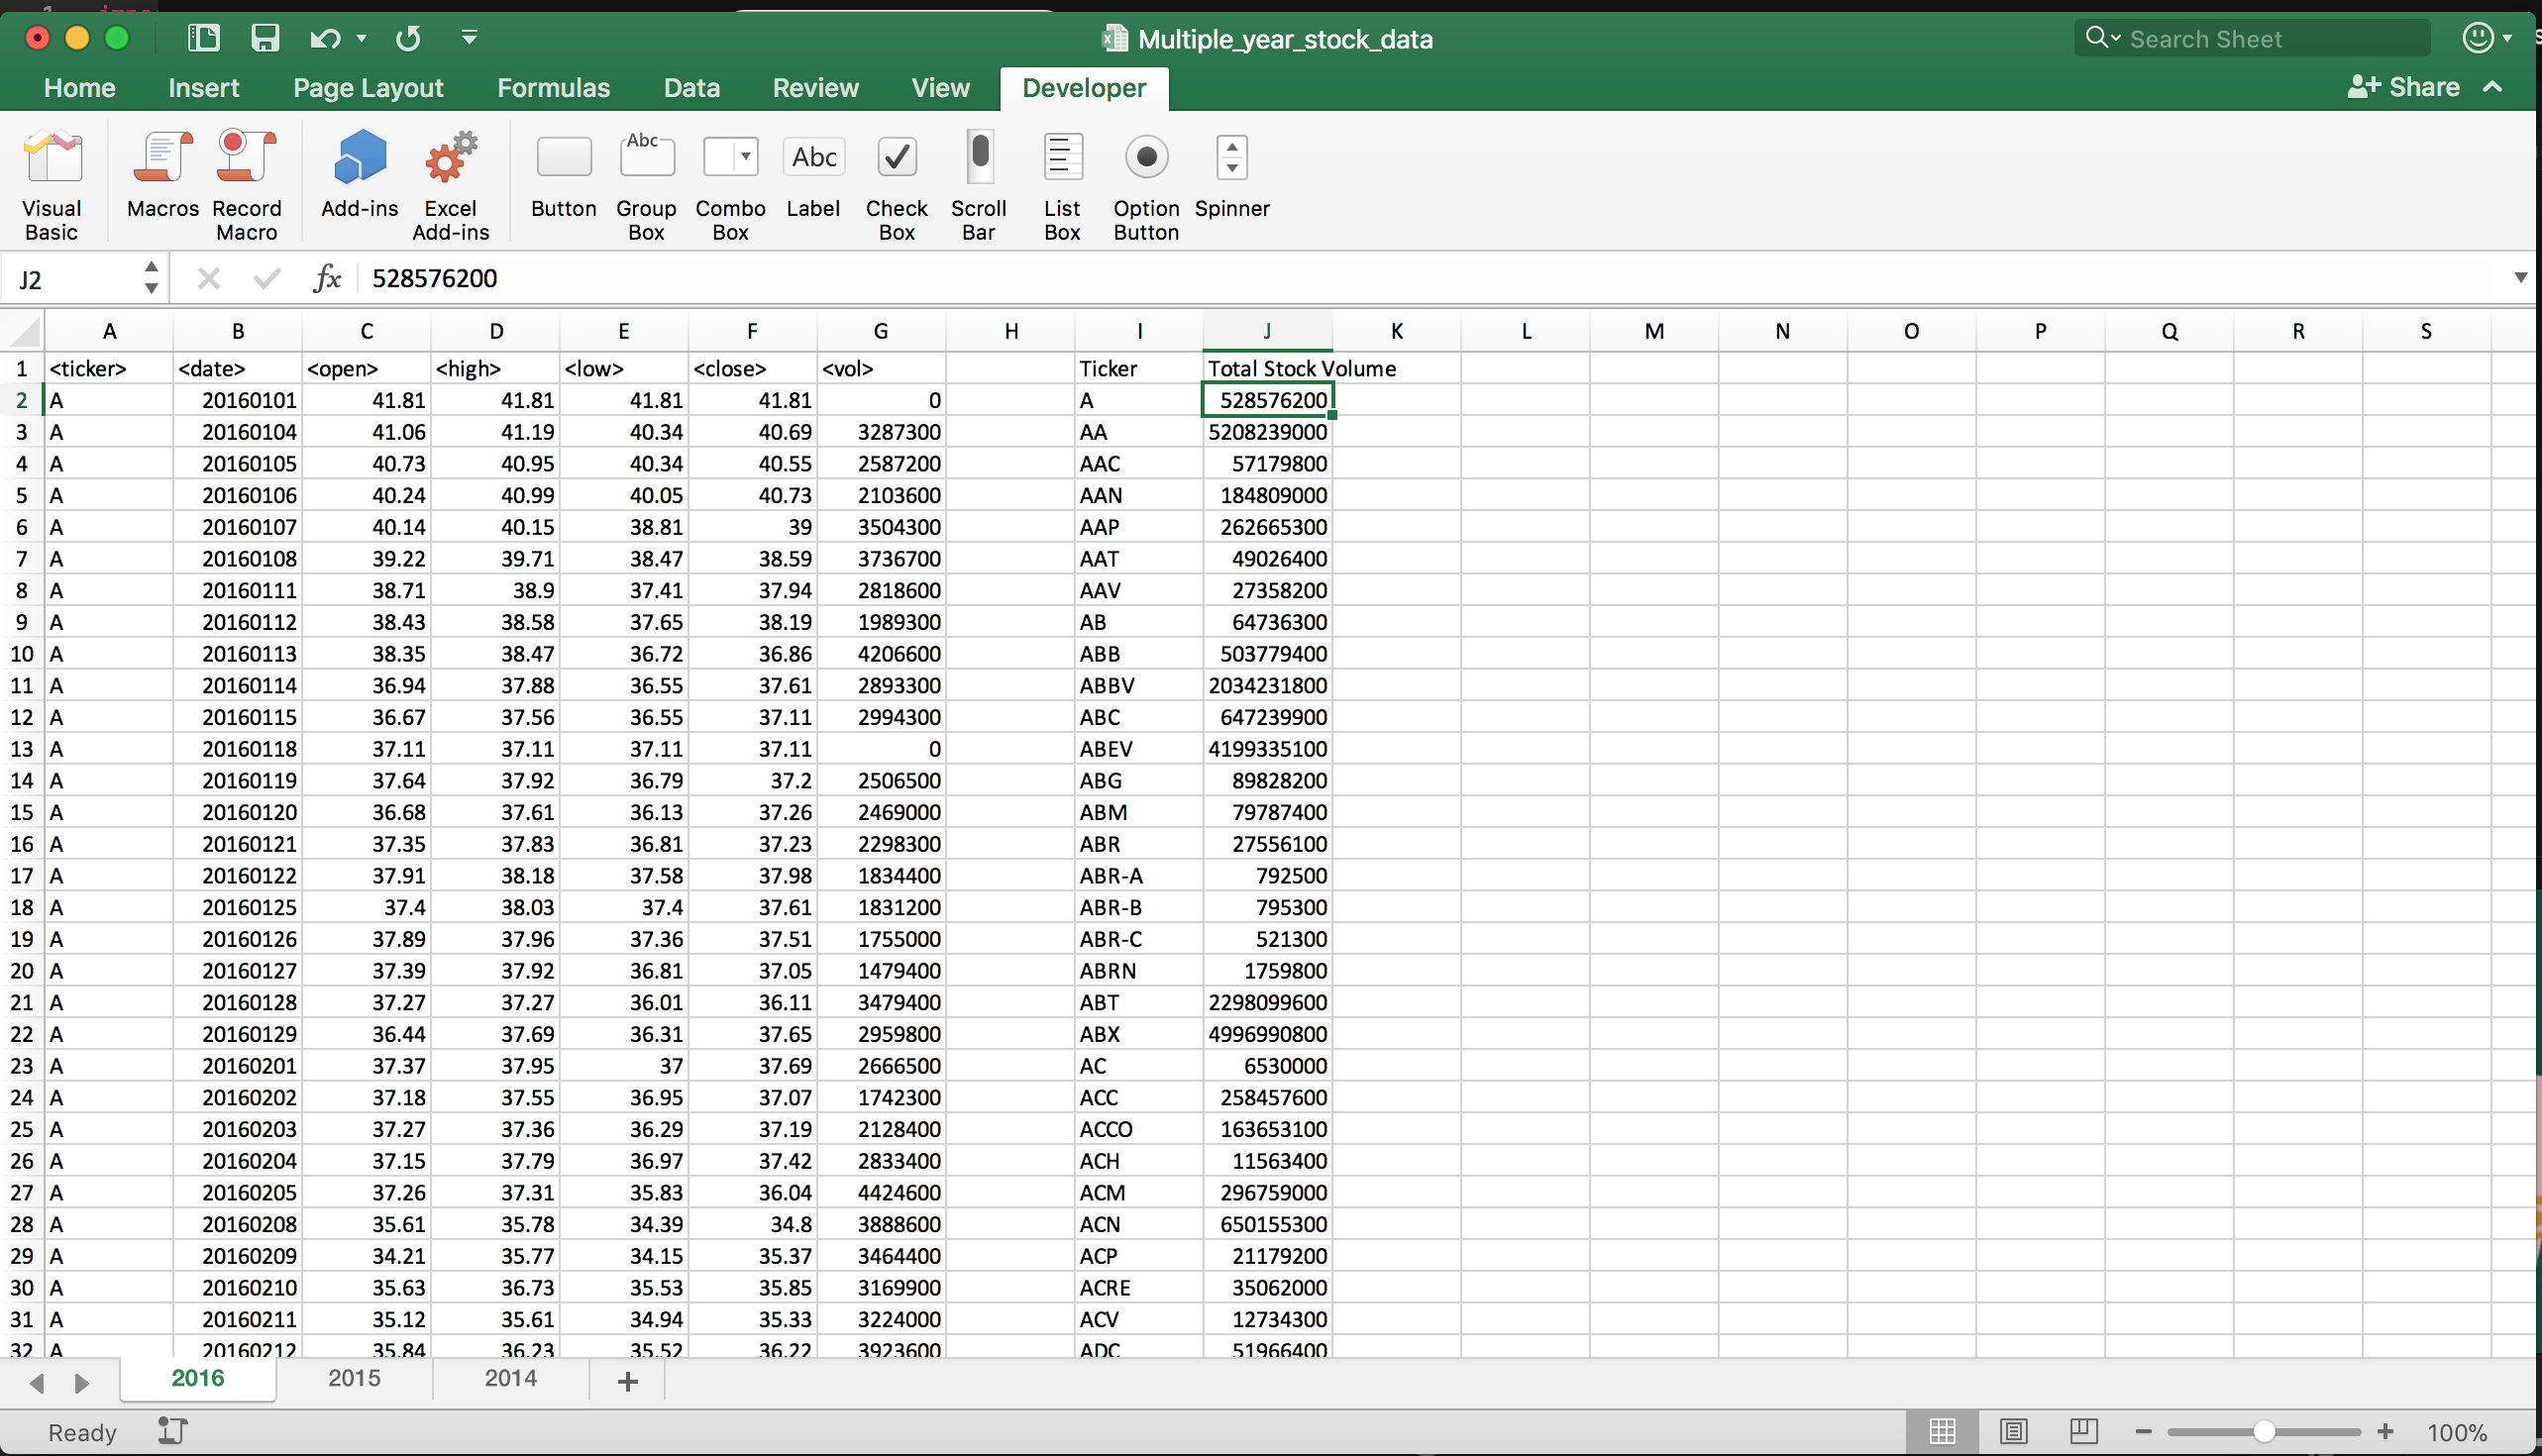 Multiple_year_stock_data
Search Sheet
Home Insert Page Layout Formulas Data Review View Developer Share
Visual Basic Macros Record Macro Add-ins Excel Add-ins Button Abc Group Box Combo Box Abc Label Check Box Scroll Bar List Box Option Button Spinner
J2 fx 528576200
A B C D E F G H I J K L M N O P Q R S
1 <ticker> <date> <open> <high> <low> <close> <vol> Ticker Total Stock Volume
2 A 20160101 41.81 41.81 41.81 41.81 0 A 528576200
3 A 20160104 41.06 41.19 40.34 40.69 3287300 AA 5208239000
4 A 20160105 40.73 40.95 40.34 40.55 2587200 AAC 57179800
5 A 20160106 40.24 40.99 40.05 40.73 2103600 AAN 184809000
6 A 20160107 40.14 40.15 38.81 39 3504300 AAP 262665300
7 A 20160108 39.22 39.71 38.47 38.59 3736700 AAT 49026400
8 A 20160111 38.71 38.9 37.41 37.94 2818600 AAV 27358200
9 A 20160112 38.43 38.58 37.65 38.19 1989300 AB 64736300
10 A 20160113 38.35 38.47 36.72 36.86 4206600 ABB 503779400
11 A 20160114 36.94 37.88 36.55 37.61 2893300 ABBV 2034231800
12 A 20160115 36.67 37.56 36.55 37.11 2994300 ABC 647239900
13 A 20160118 37.11 37.11 37.11 37.11 0 ABEV 4199335100
14 A 20160119 37.64 37.92 36.79 37.2 2506500 ABG 89828200
15 A 20160120 36.68 37.61 36.13 37.26 2469000 ABM 79787400
16 A 20160121 37.35 37.83 36.81 37.23 2298300 ABR 27556100
17 A 20160122 37.91 38.18 37.58 37.98 1834400 ABR-A 792500
18 A 20160125 37.4 38.03 37.4 37.61 1831200 ABR-B 795300
19 A 20160126 37.89 37.96 37.36 37.51 1755000 ABR-C 521300
20 A 20160127 37.39 37.92 36.81 37.05 1479400 ABRN 1759800
21 A 20160128 37.27 37.27 36.01 36.11 3479400 ABT 2298099600
22 A 20160129 36.44 37.69 36.31 37.65 2959800 ABX 4996990800
23 A 20160201 37.37 37.95 37 37.69 2666500 AC 6530000
24 A 20160202 37.18 37.55 36.95 37.07 1742300 ACC 258457600
25 A 20160203 37.27 37.36 36.29 37.19 2128400 ACCO 163653100
26 A 20160204 37.15 37.79 36.97 37.42 2833400 ACH 11563400
27 A 20160205 37.26 37.31 35.83 36.04 4424600 ACM 296759000
28 A 20160208 35.61 35.78 34.39 34.8 3888600 ACN 650155300
29 A 20160209 34.21 35.77 34.15 35.37 3464400 ACP 21179200
30 A 20160210 35.63 36.73 35.53 35.85 3169900 ACRE 35062000
31 A 20160211 35.12 35.61 34.94 35.33 3224000 ACV 12734300
32 A 20160212 35.84 36.23 35.52 36.22 3923600 ADC 51966400
2016 2015 2014
Ready 100%